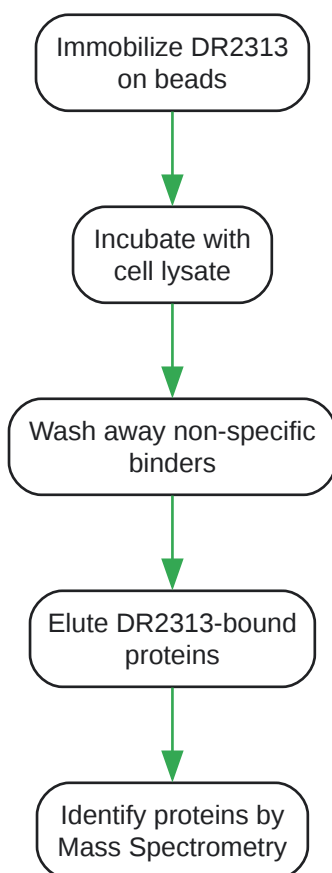 Immobilize DR2313
on beads
Incubate with
cell lysate
Wash away non-specific
binders
Elute DR2313-bound
proteins
Identify proteins by
Mass Spectrometry